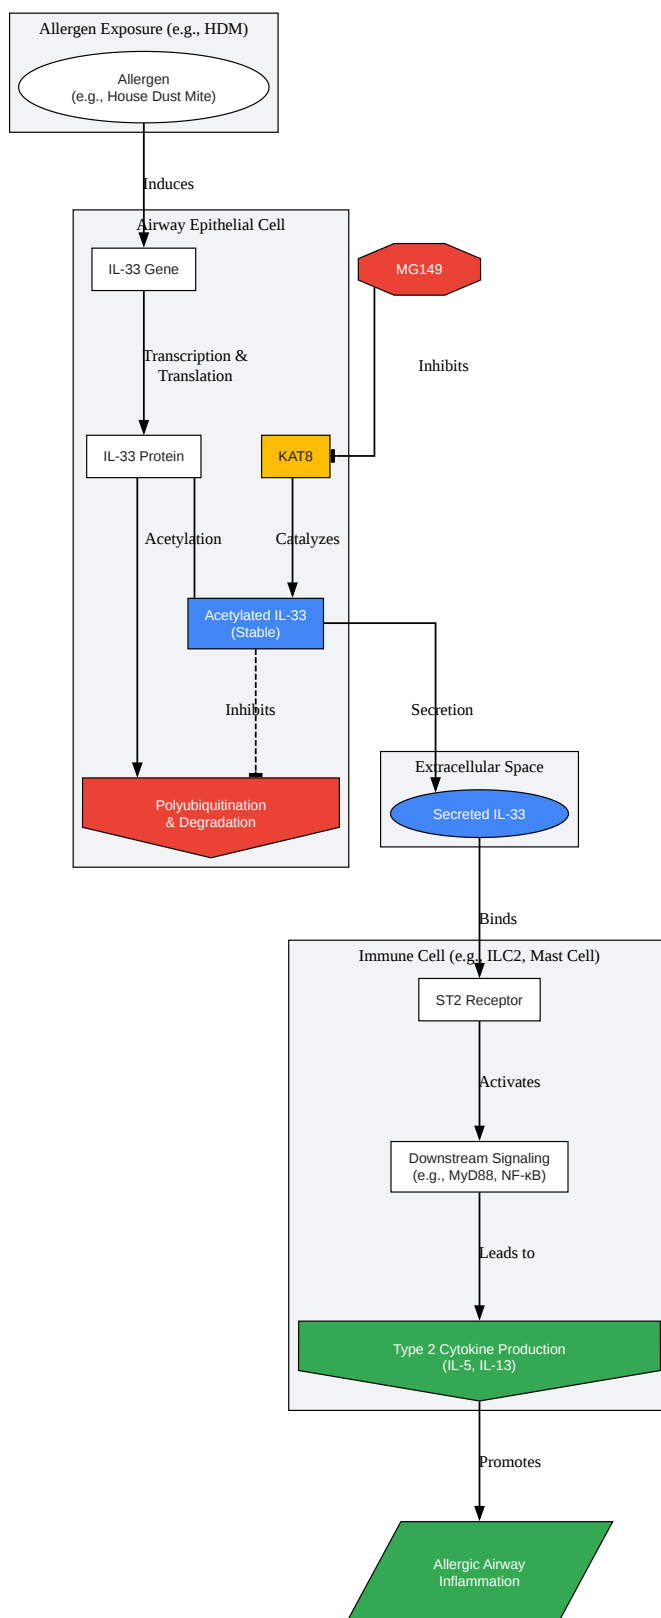 Allergen Exposure (e.g., HDM)
Allergen
(e.g., House Dust Mite)
Induces
Airway Epithelial Cell
IL-33 Gene
MG149
Transcription &
Translation
Inhibits
IL-33 Protein
KAT8
Acetylation
Catalyzes
Acetylated IL-33
(Stable)
Inhibits
Secretion
Extracellular Space
Polyubiquitination
& Degradation
Secreted IL-33
Binds
Immune Cell (e.g., ILC2, Mast Cell)
ST2 Receptor
Activates
Downstream Signaling
(e.g., MyD88, NF-κB)
Leads to
Type 2 Cytokine Production
(IL-5, IL-13)
Promotes
Allergic Airway
Inflammation